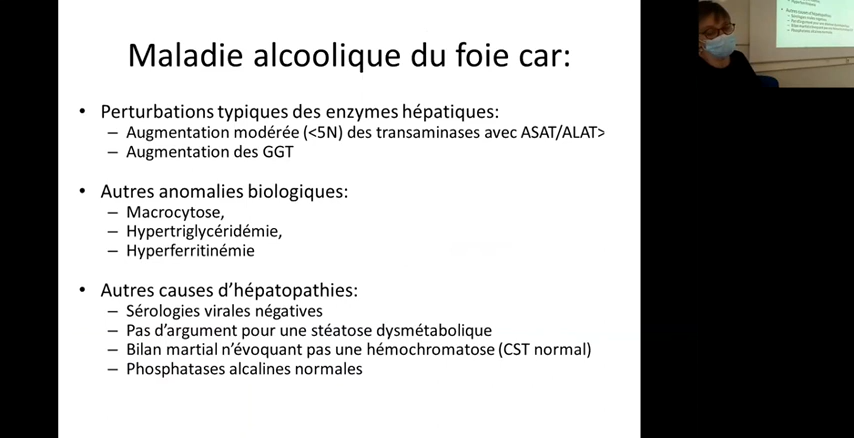 Maladie alcoolique du foie car:
• Perturbations typiques des enzymes hépatiques:
– Augmentation modérée (<5N) des transaminases avec ASAT/ALAT>
– Augmentation des GGT
• Autres anomalies biologiques:
– Macrocytose,
– Hypertriglycéridémie,
– Hyperferritinémie
• Autres causes d’hépatopathies:
– Sérologies virales négatives
– Pas d’argument pour une stéatose dysmétabolique
– Bilan martial n’évoquant pas une hémochromatose (CST normal)
– Phosphatases alcalines normales